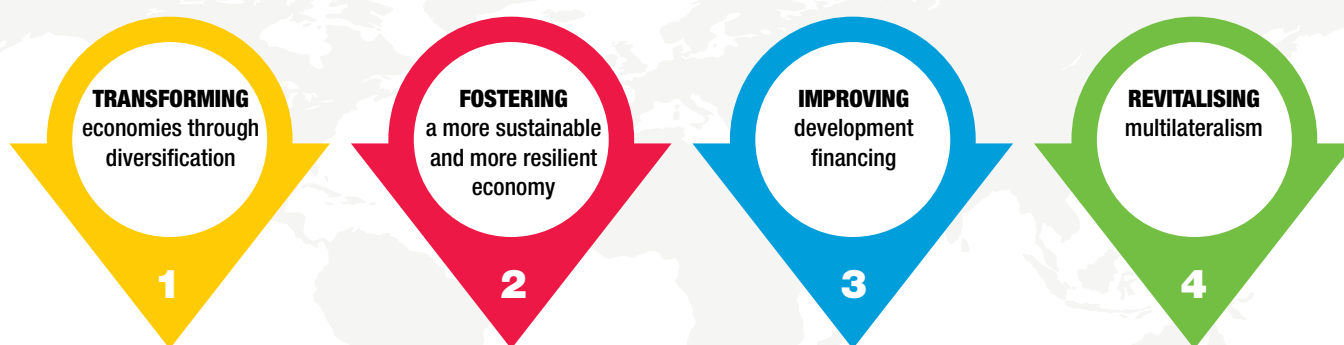 TRANSFORMING
economies through
diversification
1
FOSTERING
a more sustainable
and more resilient
economy
2
IMPROVING
development
financing
3
REVITALISING
multilateralism
4